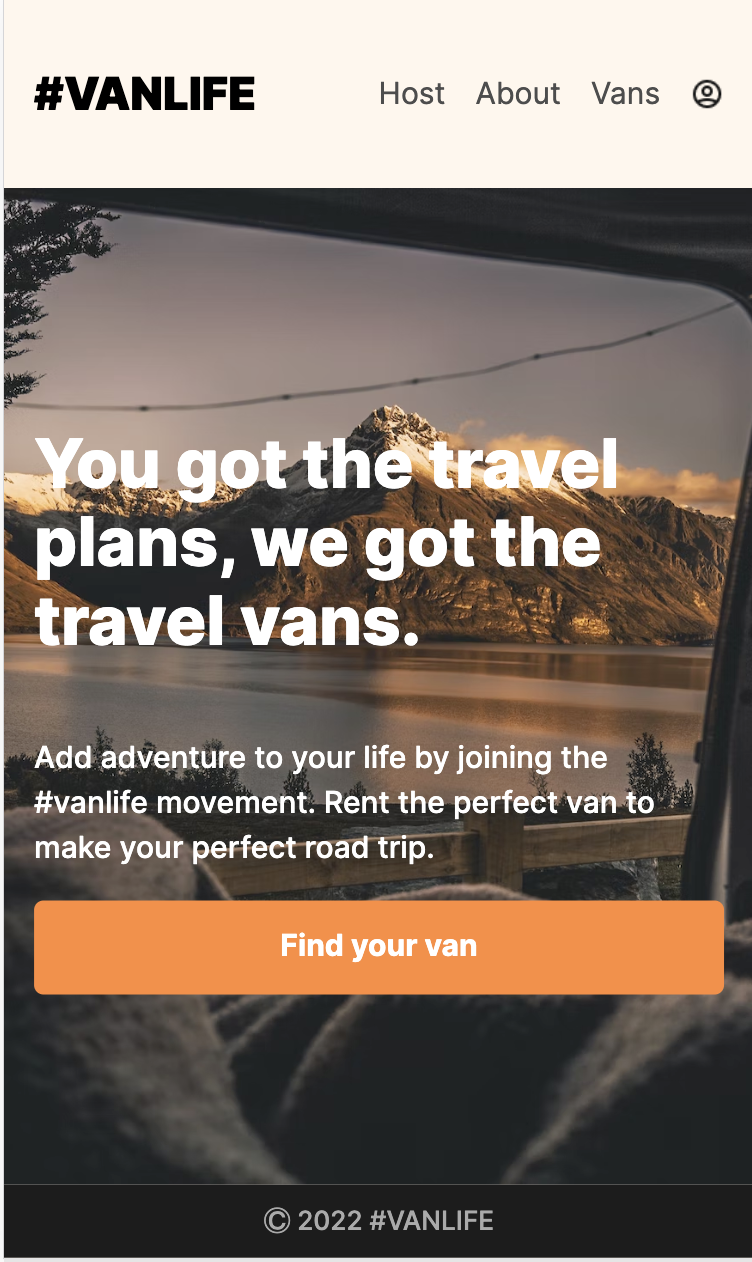 #VANLIFE
Host About Vans
You got the travel
plans, we got the
travel vans.
Add adventure to your life by joining the
#vanlife movement. Rent the perfect van to
make your perfect road trip.
Find your van
© 2022 #VANLIFE